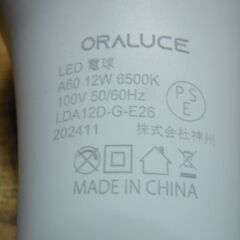 ORALUCE
LED 電球
A60 12W 6500K
100V 50/60Hz
LDA12D-G-E26
202411 株式会社神州
PSE
MADE IN CHINA